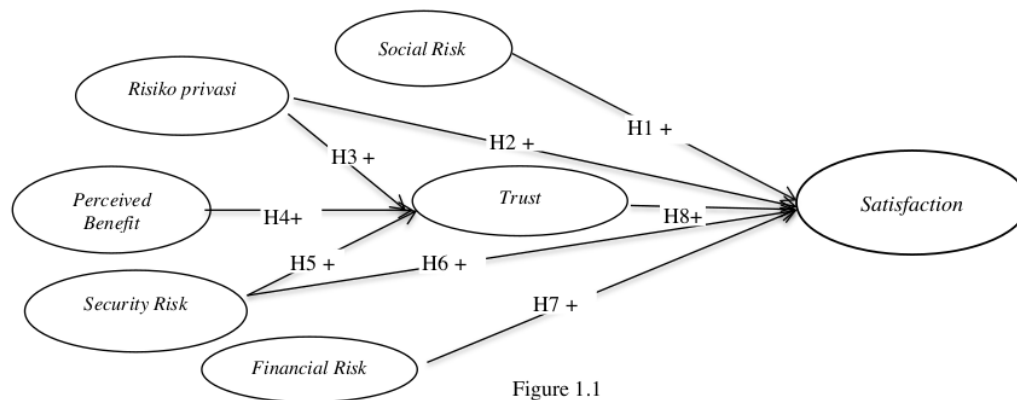 Social Risk
Risiko privasi
H1 +
H2 +
H3 +
Perceived
Benefit
H4+
Trust
H8+
Satisfaction
H5 +
H6 +
Security Risk
H7 +
Financial Risk
Figure 1.1